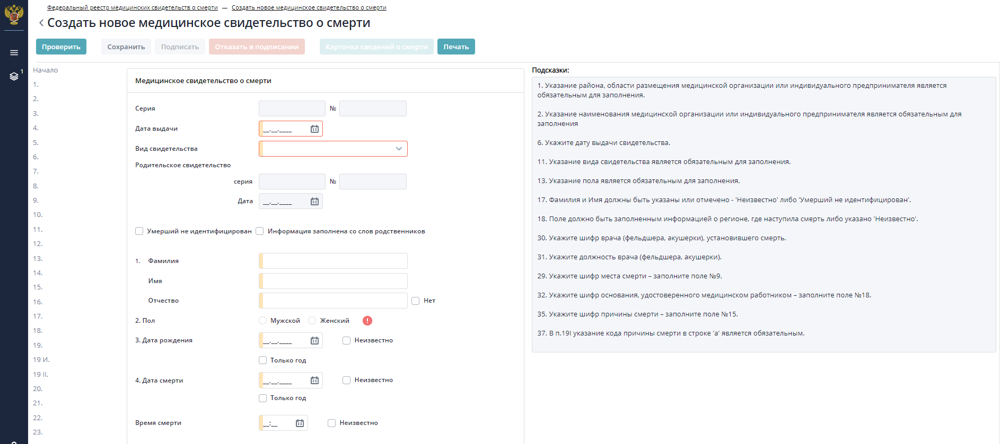 Федеральный реестр медицинских свидетельств о смерти — Создать новое медицинское свидетельство о смерти
Создать новое медицинское свидетельство о смерти
Проверить Сохранить Подписать Отказать в подписании Карточка сведений о смерти Печать
1
Начало
1.
2.
3.
4.
5.
6.
7.
8.
9.
10.
11.
12.
13.
14.
15.
16.
17.
18.
19.
19 И.
19 II.
20.
21.
22.
23.
Медицинское свидетельство о смерти
Серия №
Дата выдачи __.__.____
Вид свидетельства
Родительское свидетельство
серия №
Дата __.__.____
Умерший не идентифицирован Информация заполнена со слов родственников
1. Фамилия
Имя
Отчество Нет
2. Пол Мужской Женский !
3. Дата рождения __.__.____ Неизвестно
Только год
4. Дата смерти __.__.____ Неизвестно
Только год
Время смерти __:__ Неизвестно
Подсказки:
1. Указание района, области размещения медицинской организации или индивидуального предпринимателя является
обязательным для заполнения.
2. Указание наименования медицинской организации или индивидуального предпринимателя является обязательным для
заполнения
6. Укажите дату выдачи свидетельства.
11. Указание вида свидетельства является обязательным для заполнения.
13. Указание пола является обязательным для заполнения.
17. Фамилия и Имя должны быть указаны или отмечено - 'Неизвестно' либо 'Умерший не идентифицирован'.
18. Поле должно быть заполненным информацией о регионе, где наступила смерть либо указано 'Неизвестно'.
30. Укажите шифр врача (фельдшера, акушерки), установившего смерть.
31. Укажите должность врача (фельдшера, акушерки).
29. Укажите шифр места смерти – заполните поле №9.
32. Укажите шифр основания, удостоверенного медицинском работником – заполните поле №18.
35. Укажите шифр причины смерти – заполните поле №15.
37. В п.19I указание кода причины смерти в строке 'а' является обязательным.